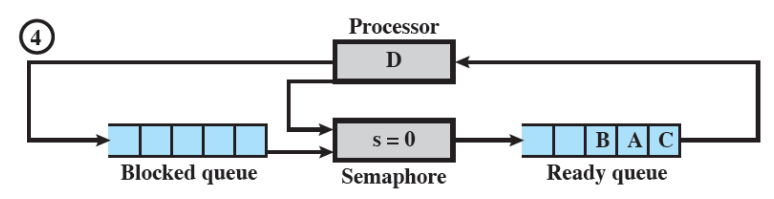 4
Processor
D
s = 0
B A C
Blocked queue
Semaphore
Ready queue